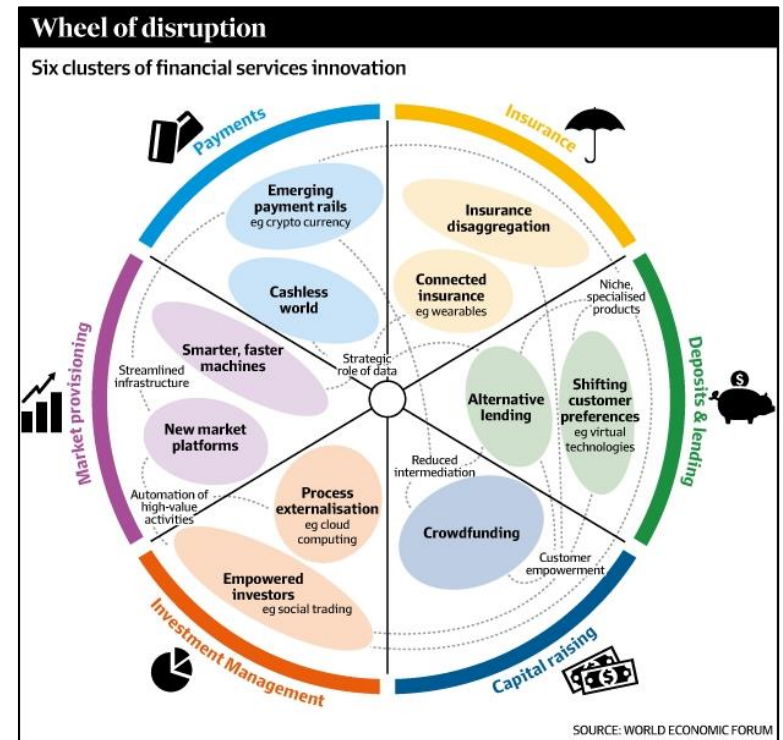 Wheel of disruption
Six clusters of financial services innovation
Payments
Insurance
Emerging
payment rails
eg crypto currency
Insurance
disaggregation
Cashless
world
Connected
insurance
eg wearables
Niche,
specialised
products
Market provisioning
Smarter, faster
machines
Strategic
role of data
Streamlined
infrastructure
Alternative
lending
Shifting
customer
preferences
eg virtual
technologies
Deposits & lending
$
New market
platforms
Reduced
intermediation
Automation of
high-value
activities
Process
externalisation
eg cloud
computing
Crowdfunding
Customer
empowerment
Empowered
investors
eg social trading
Investment Management
Capital raising
$
SOURCE: WORLD ECONOMIC FORUM